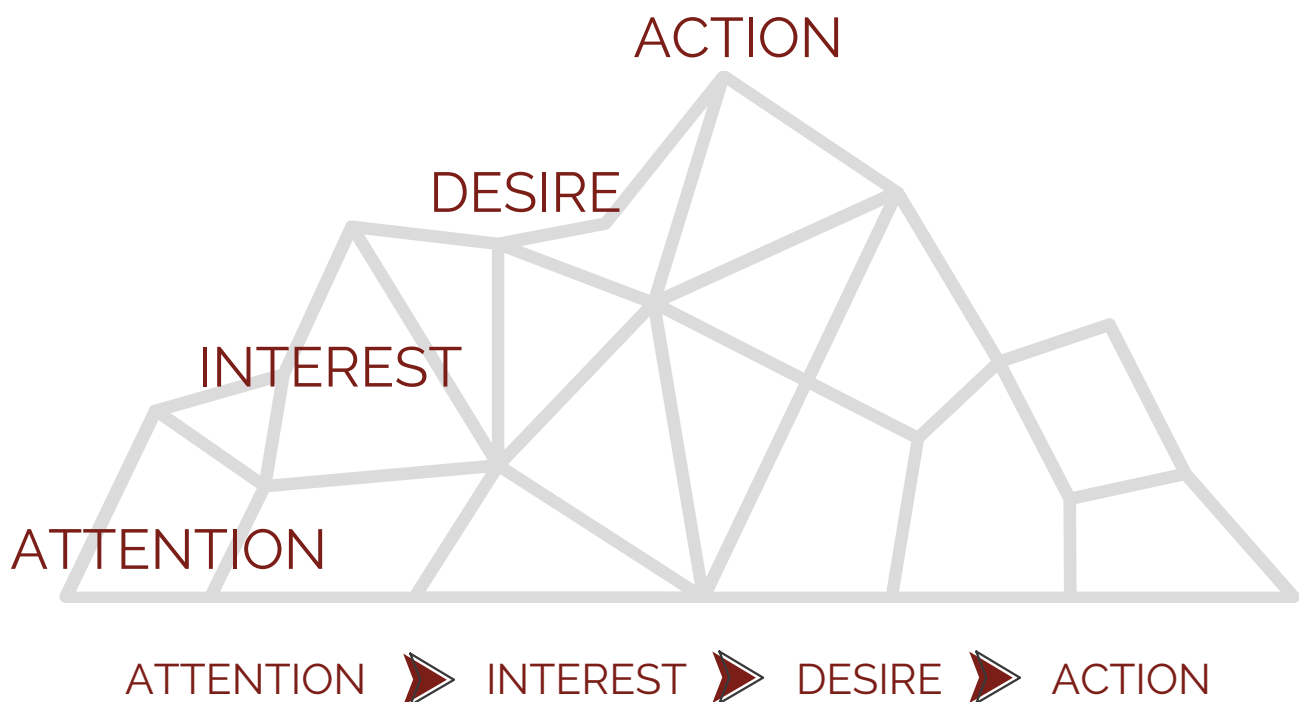 ACTION
DESIRE
INTEREST
ATTENTION
ATTENTION INTEREST DESIRE ACTION